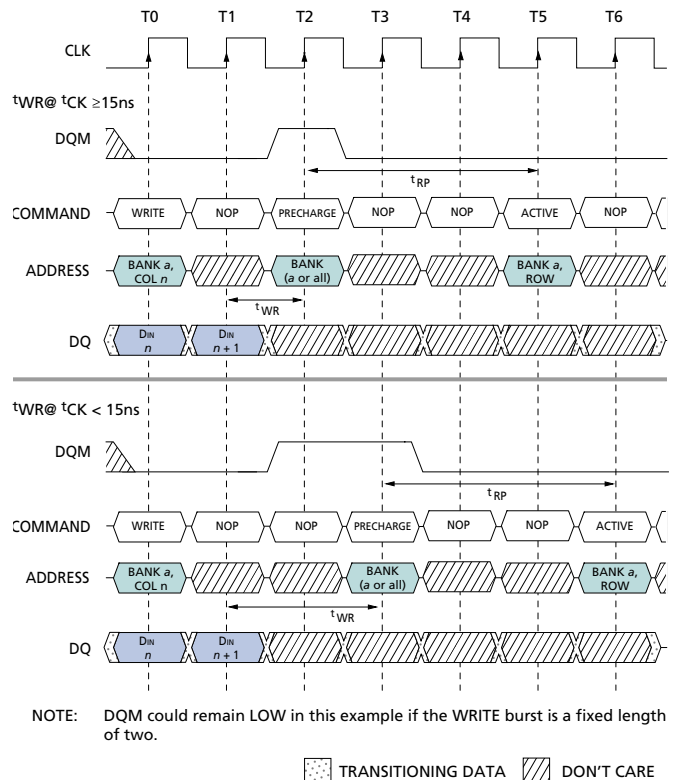 T0 T1 T2 T3 T4 T5 T6
CLK
tWR@ tCK ≥15ns
DQM
tRP
COMMAND WRITE NOP PRECHARGE NOP NOP ACTIVE NOP
ADDRESS BANK a, COL n BANK (a or all) BANK a, ROW
tWR
DQ DIN n DIN n + 1
tWR@ tCK < 15ns
DQM
tRP
COMMAND WRITE NOP NOP PRECHARGE NOP NOP ACTIVE
ADDRESS BANK a, COL n BANK (a or all) BANK a, ROW
tWR
DQ DIN n DIN n + 1
NOTE: DQM could remain LOW in this example if the WRITE burst is a fixed length
of two.
TRANSITIONING DATA DON'T CARE